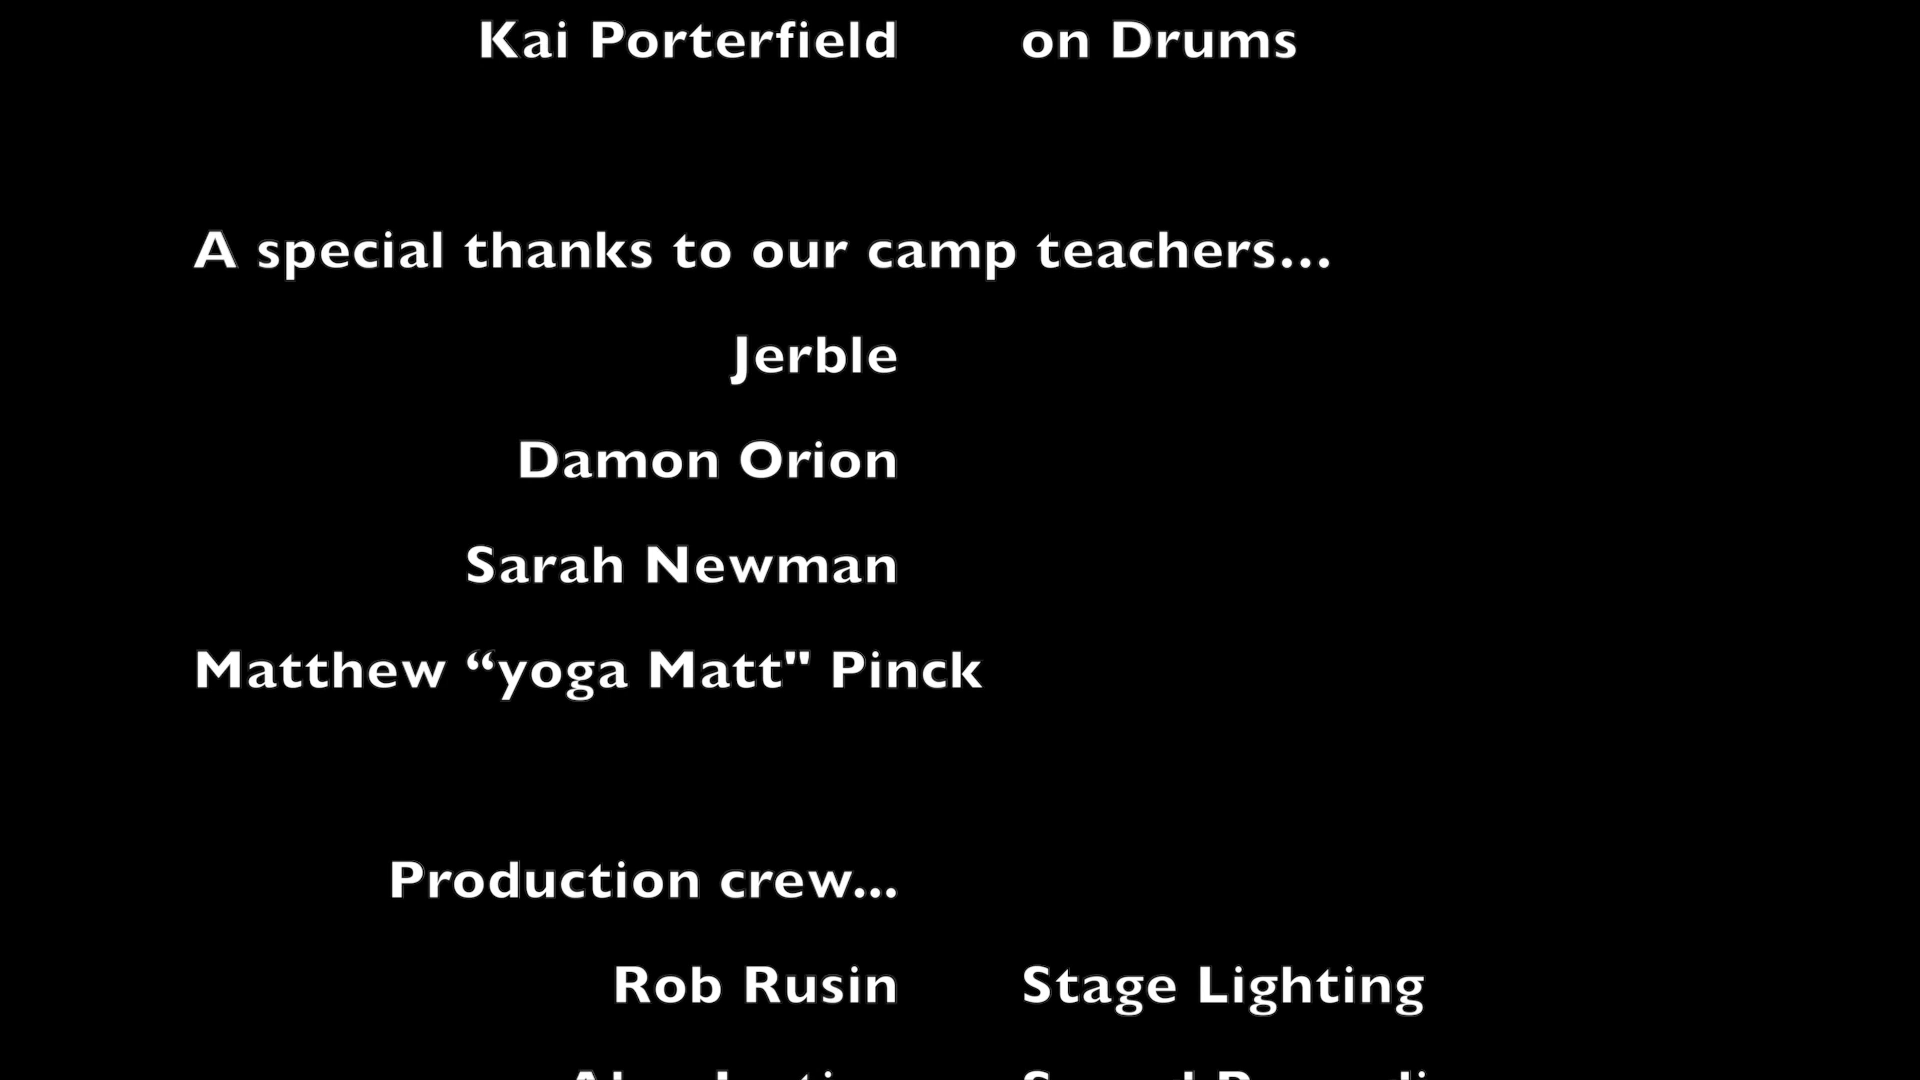 Kai Porterfield on Drums
A special thanks to our camp teachers...
Jerble
Damon Orion
Sarah Newman
Matthew “yoga Matt" Pinck
Production crew...
Rob Rusin Stage Lighting